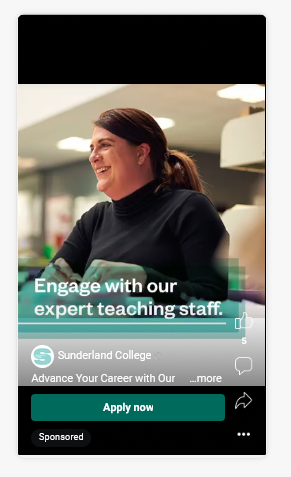 Engage with our
expert teaching staff.
5
Sunderland College
Advance Your Career with Our ...more
Apply now
Sponsored